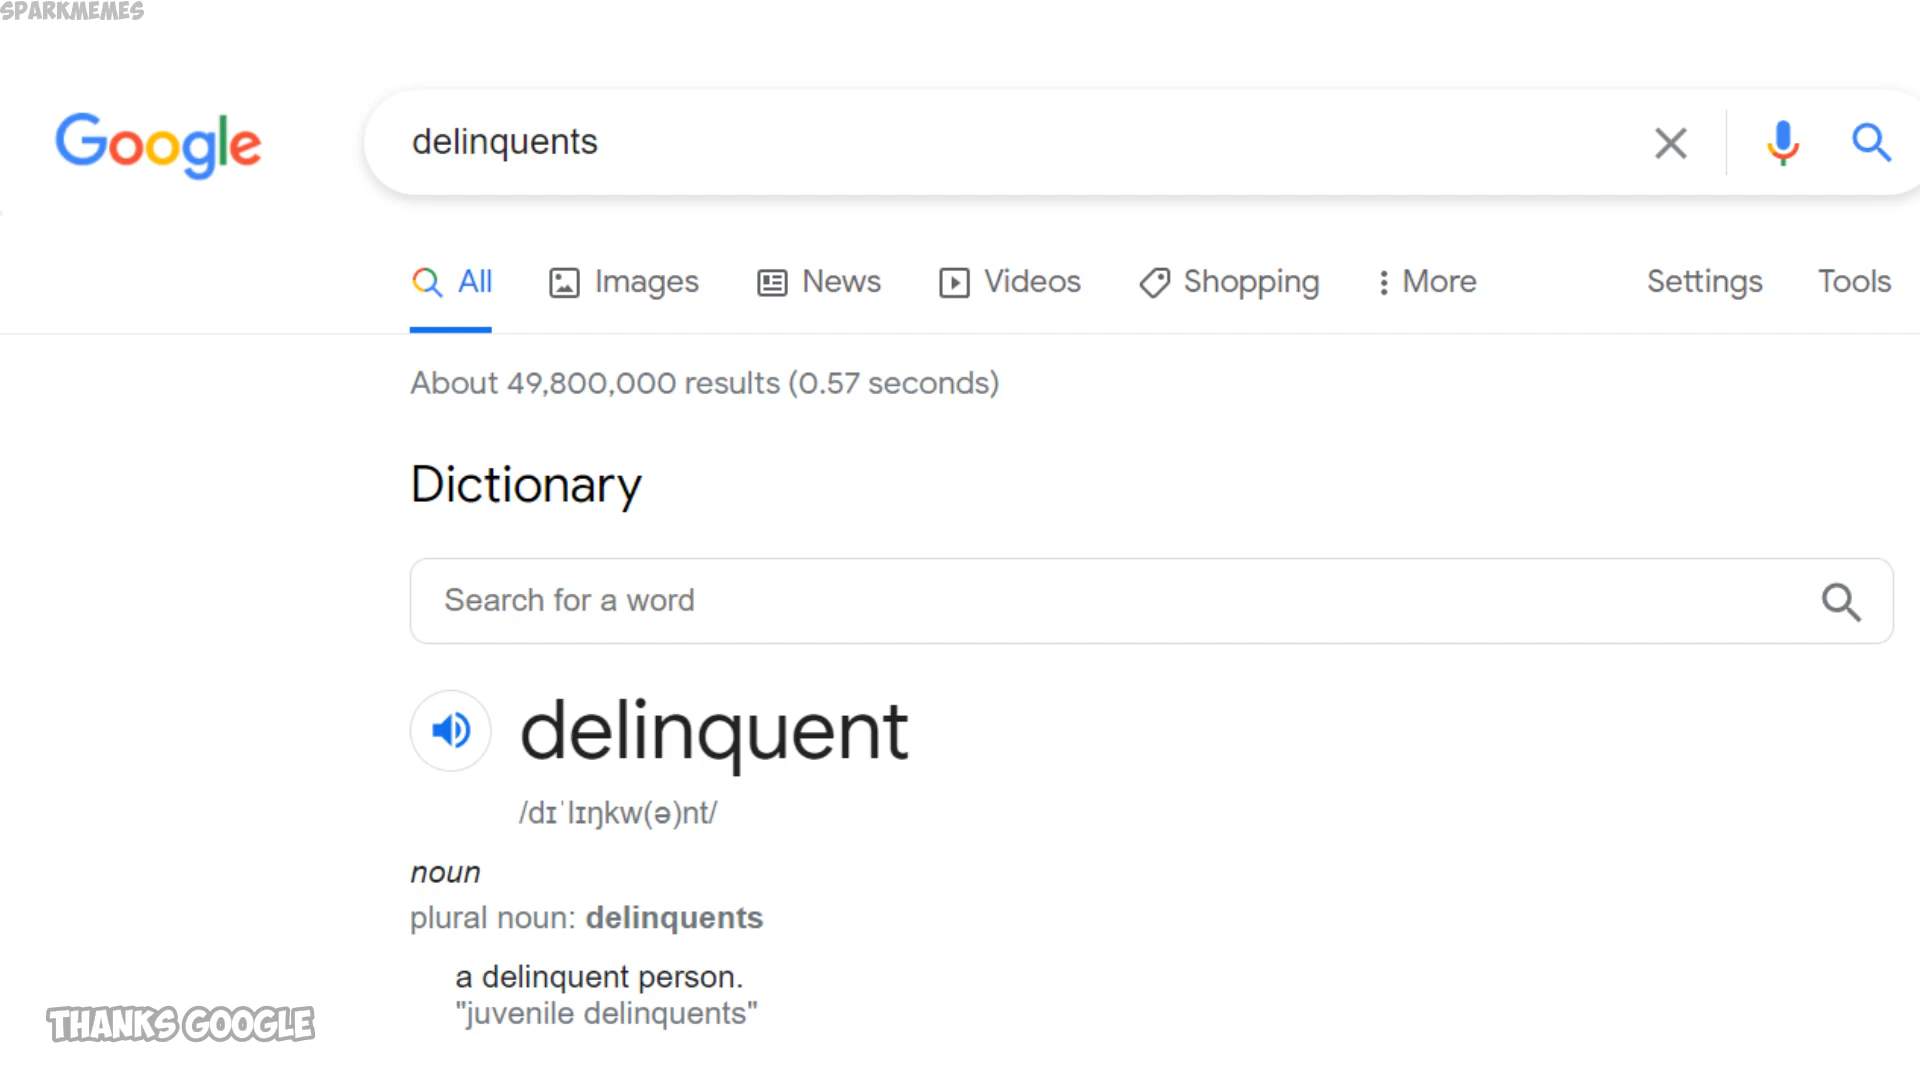 SPARKMEMES
Google
delinquents
All Images News Videos Shopping More Settings Tools
About 49,800,000 results (0.57 seconds)
Dictionary
Search for a word
delinquent
/dɪˈlɪŋkw(ə)nt/
noun
plural noun: delinquents
a delinquent person.
"juvenile delinquents"
THANKS GOOGLE